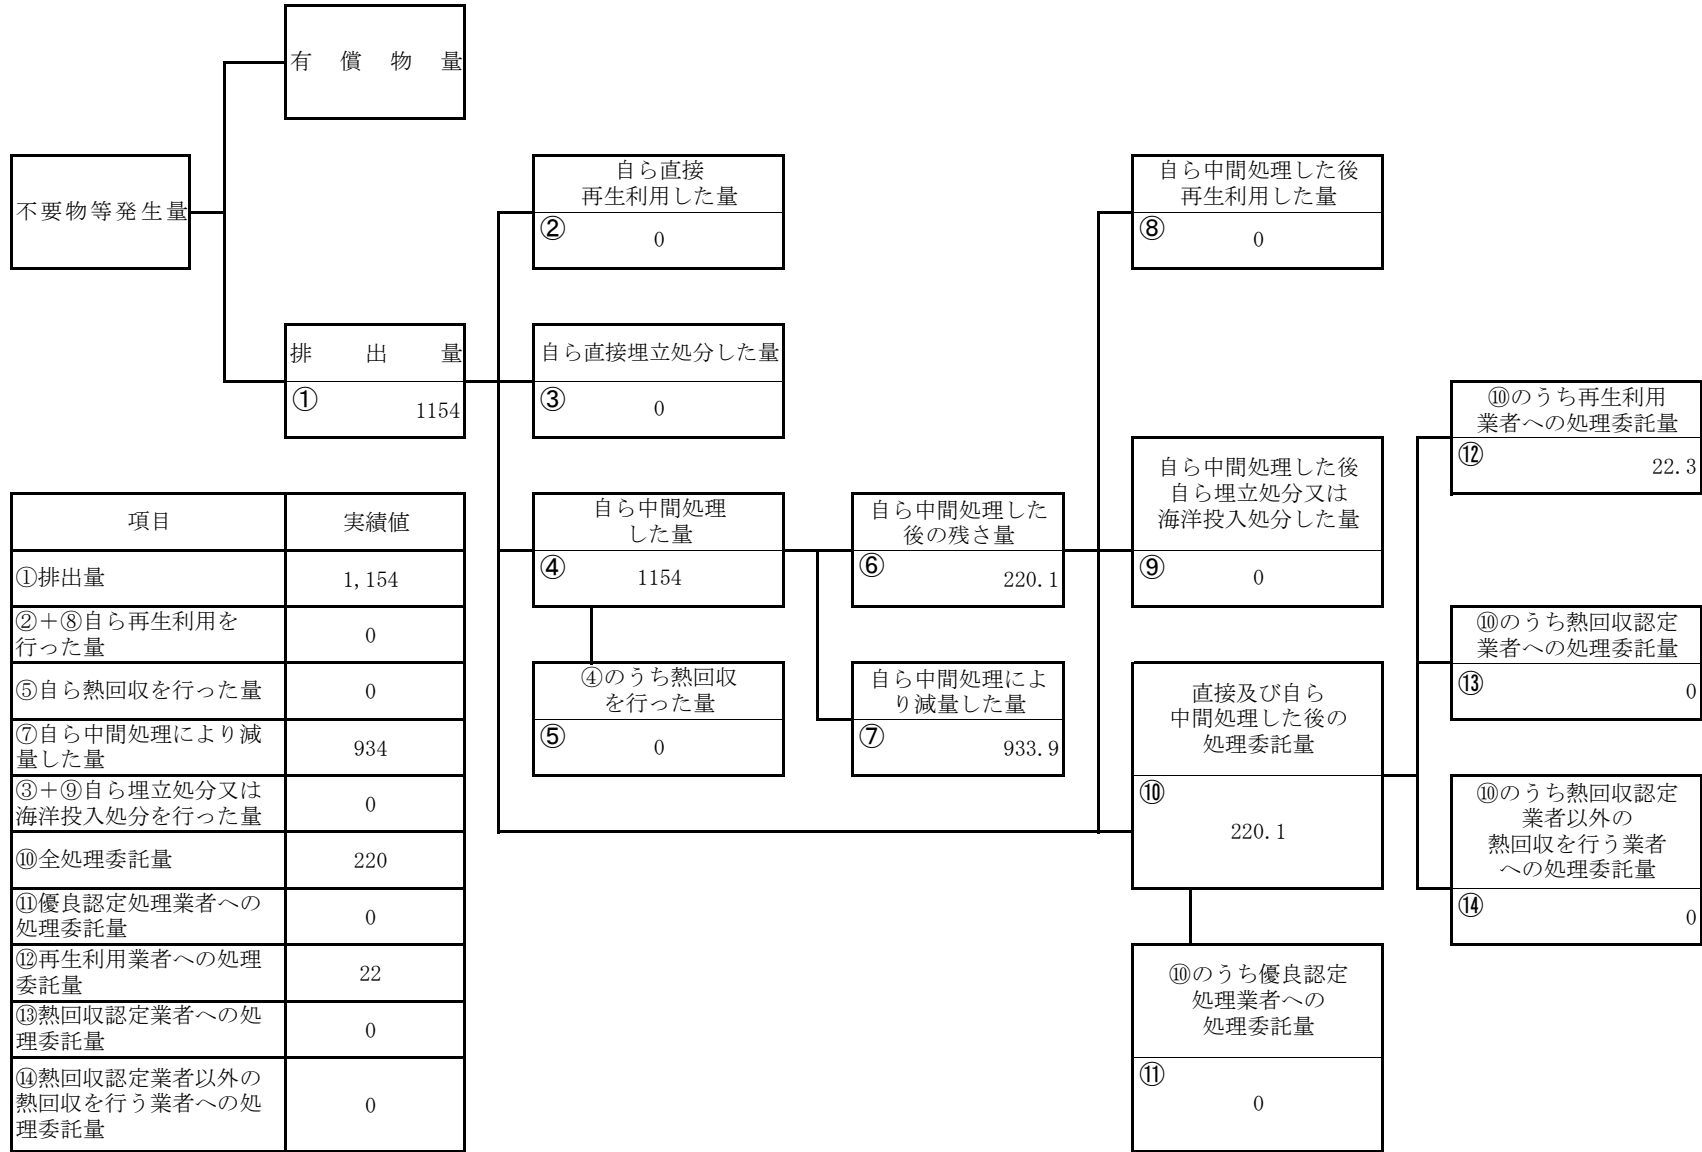 有償物量
不要物等発生量
排出量
①
1154
自ら直接
再生利用した量
②
0
自ら直接埋立処分した量
③
0
自ら中間処理
した量
④
1154
④のうち熱回収
を行った量
⑤
0
自ら中間処理した
後の残さ量
⑥
220.1
自ら中間処理によ
り減量した量
⑦
933.9
自ら中間処理した後
再生利用した量
⑧
0
自ら中間処理した後
自ら埋立処分又は
海洋投入処分した量
⑨
0
直接及び自ら
中間処理した後の
処理委託量
⑩
220.1
⑩のうち優良認定
処理業者への
処理委託量
⑪
0
⑩のうち再生利用
業者への処理委託量
⑫
22.3
⑩のうち熱回収認定
業者への処理委託量
⑬
0
⑩のうち熱回収認定
業者以外の
熱回収を行う業者
への処理委託量
⑭
0
項目 実績値
①排出量 1,154
②＋⑧自ら再生利用を
行った量 0
⑤自ら熱回収を行った量 0
⑦自ら中間処理により減
量した量 934
③＋⑨自ら埋立処分又は
海洋投入処分を行った量 0
⑩全処理委託量 220
⑪優良認定処理業者への
処理委託量 0
⑫再生利用業者への処理
委託量 22
⑬熱回収認定業者への処
理委託量 0
⑭熱回収認定業者以外の
熱回収を行う業者への処
理委託量 0